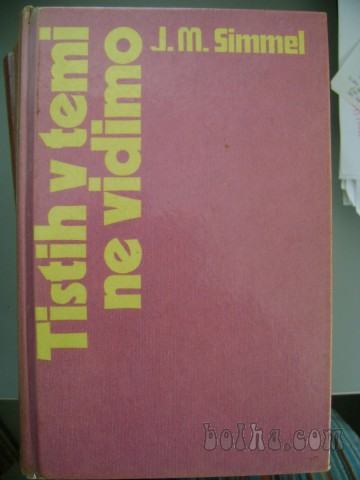 J. M. Simmel
Tistih v temi
ne vidimo
bolha.com